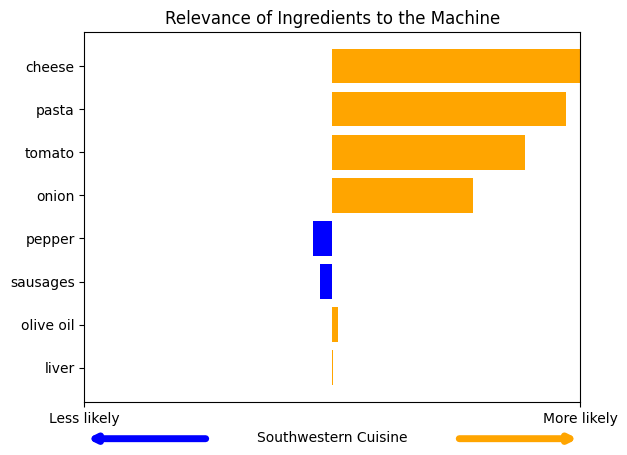 Relevance of Ingredients to the Machine
cheese
pasta
tomato
onion
pepper
sausages
olive oil
liver
Less likely
More likely
Southwestern Cuisine